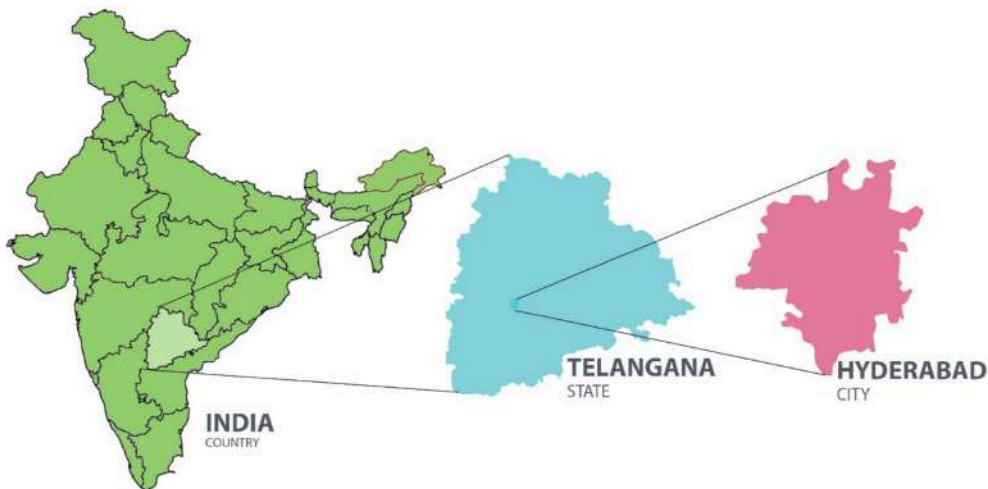 INDIA
COUNTRY
TELANGANA
STATE
HYDERABAD
CITY